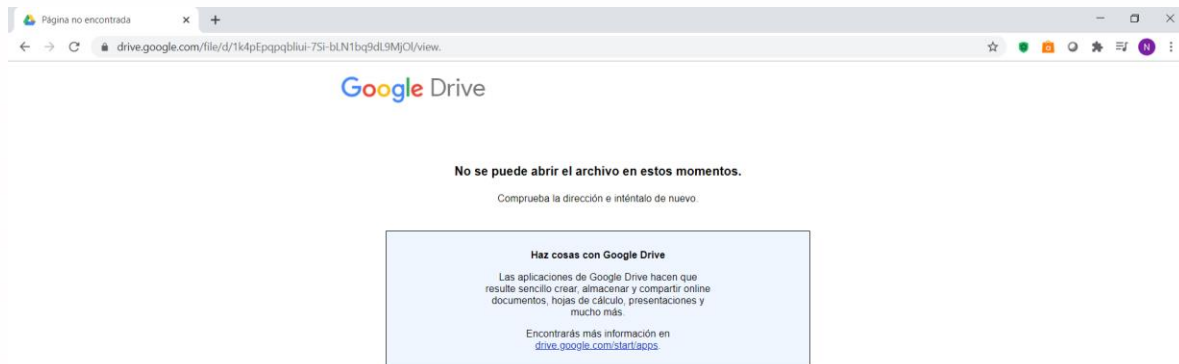 Página no encontrada
drive.google.com/file/d/1k4pEpqpqbliui-7Si-bLN1bq9dL9MjOl/view.
N
Google Drive
No se puede abrir el archivo en estos momentos.
Comprueba la dirección e inténtalo de nuevo.
Haz cosas con Google Drive
Las aplicaciones de Google Drive hacen que
resulte sencillo crear, almacenar y compartir online
documentos, hojas de cálculo, presentaciones y
mucho más.
Encontrarás más información en
drive.google.com/start/apps.